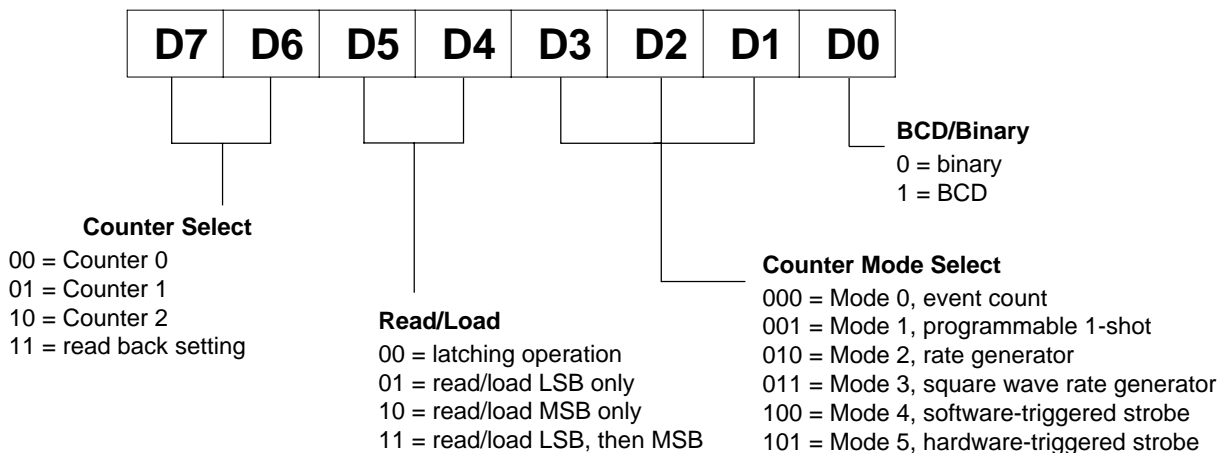 D7 D6 D5 D4 D3 D2 D1 D0
BCD/Binary
0 = binary
1 = BCD
Counter Select
00 = Counter 0
01 = Counter 1
10 = Counter 2
11 = read back setting
Read/Load
00 = latching operation
01 = read/load LSB only
10 = read/load MSB only
11 = read/load LSB, then MSB
Counter Mode Select
000 = Mode 0, event count
001 = Mode 1, programmable 1-shot
010 = Mode 2, rate generator
011 = Mode 3, square wave rate generator
100 = Mode 4, software-triggered strobe
101 = Mode 5, hardware-triggered strobe